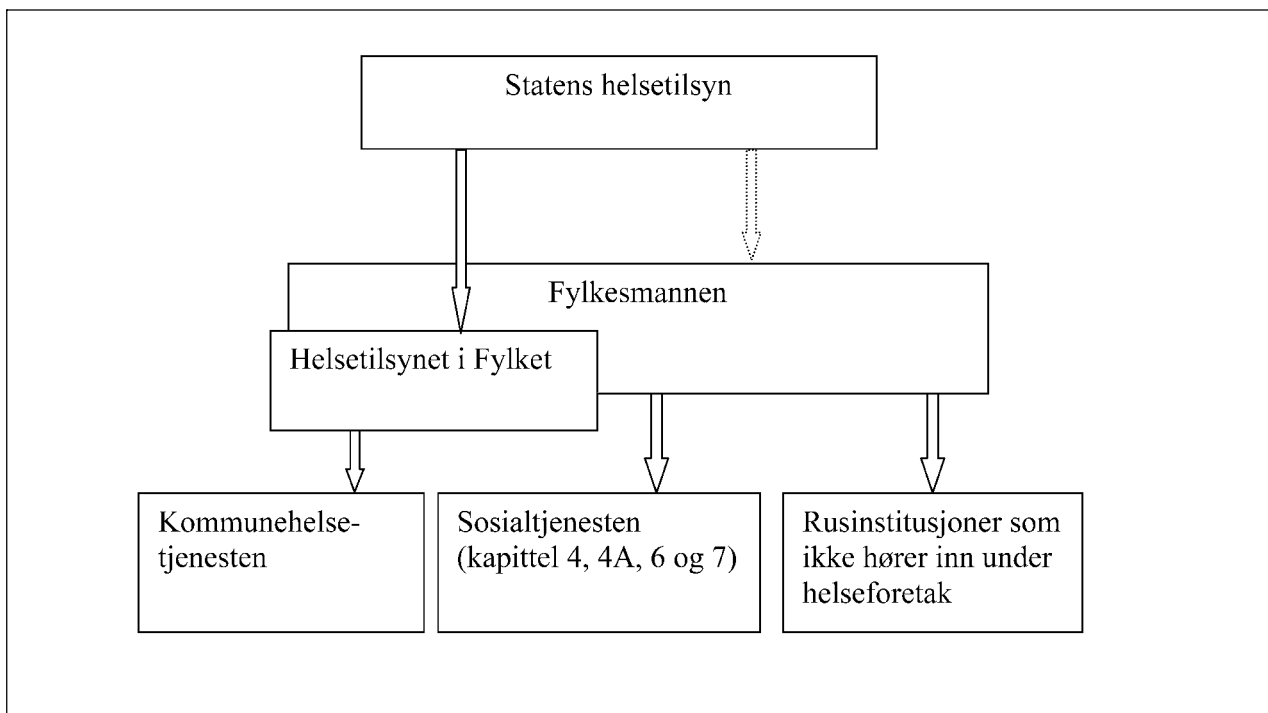 Statens helsetilsyn
Fylkesmannen
Helsetilsynet i Fylket
Kommunehelse-
tjenesten
Sosialtjenesten
(kapittel 4, 4A, 6 og 7)
Rusinstitusjoner som
ikke hører inn under
helseforetak